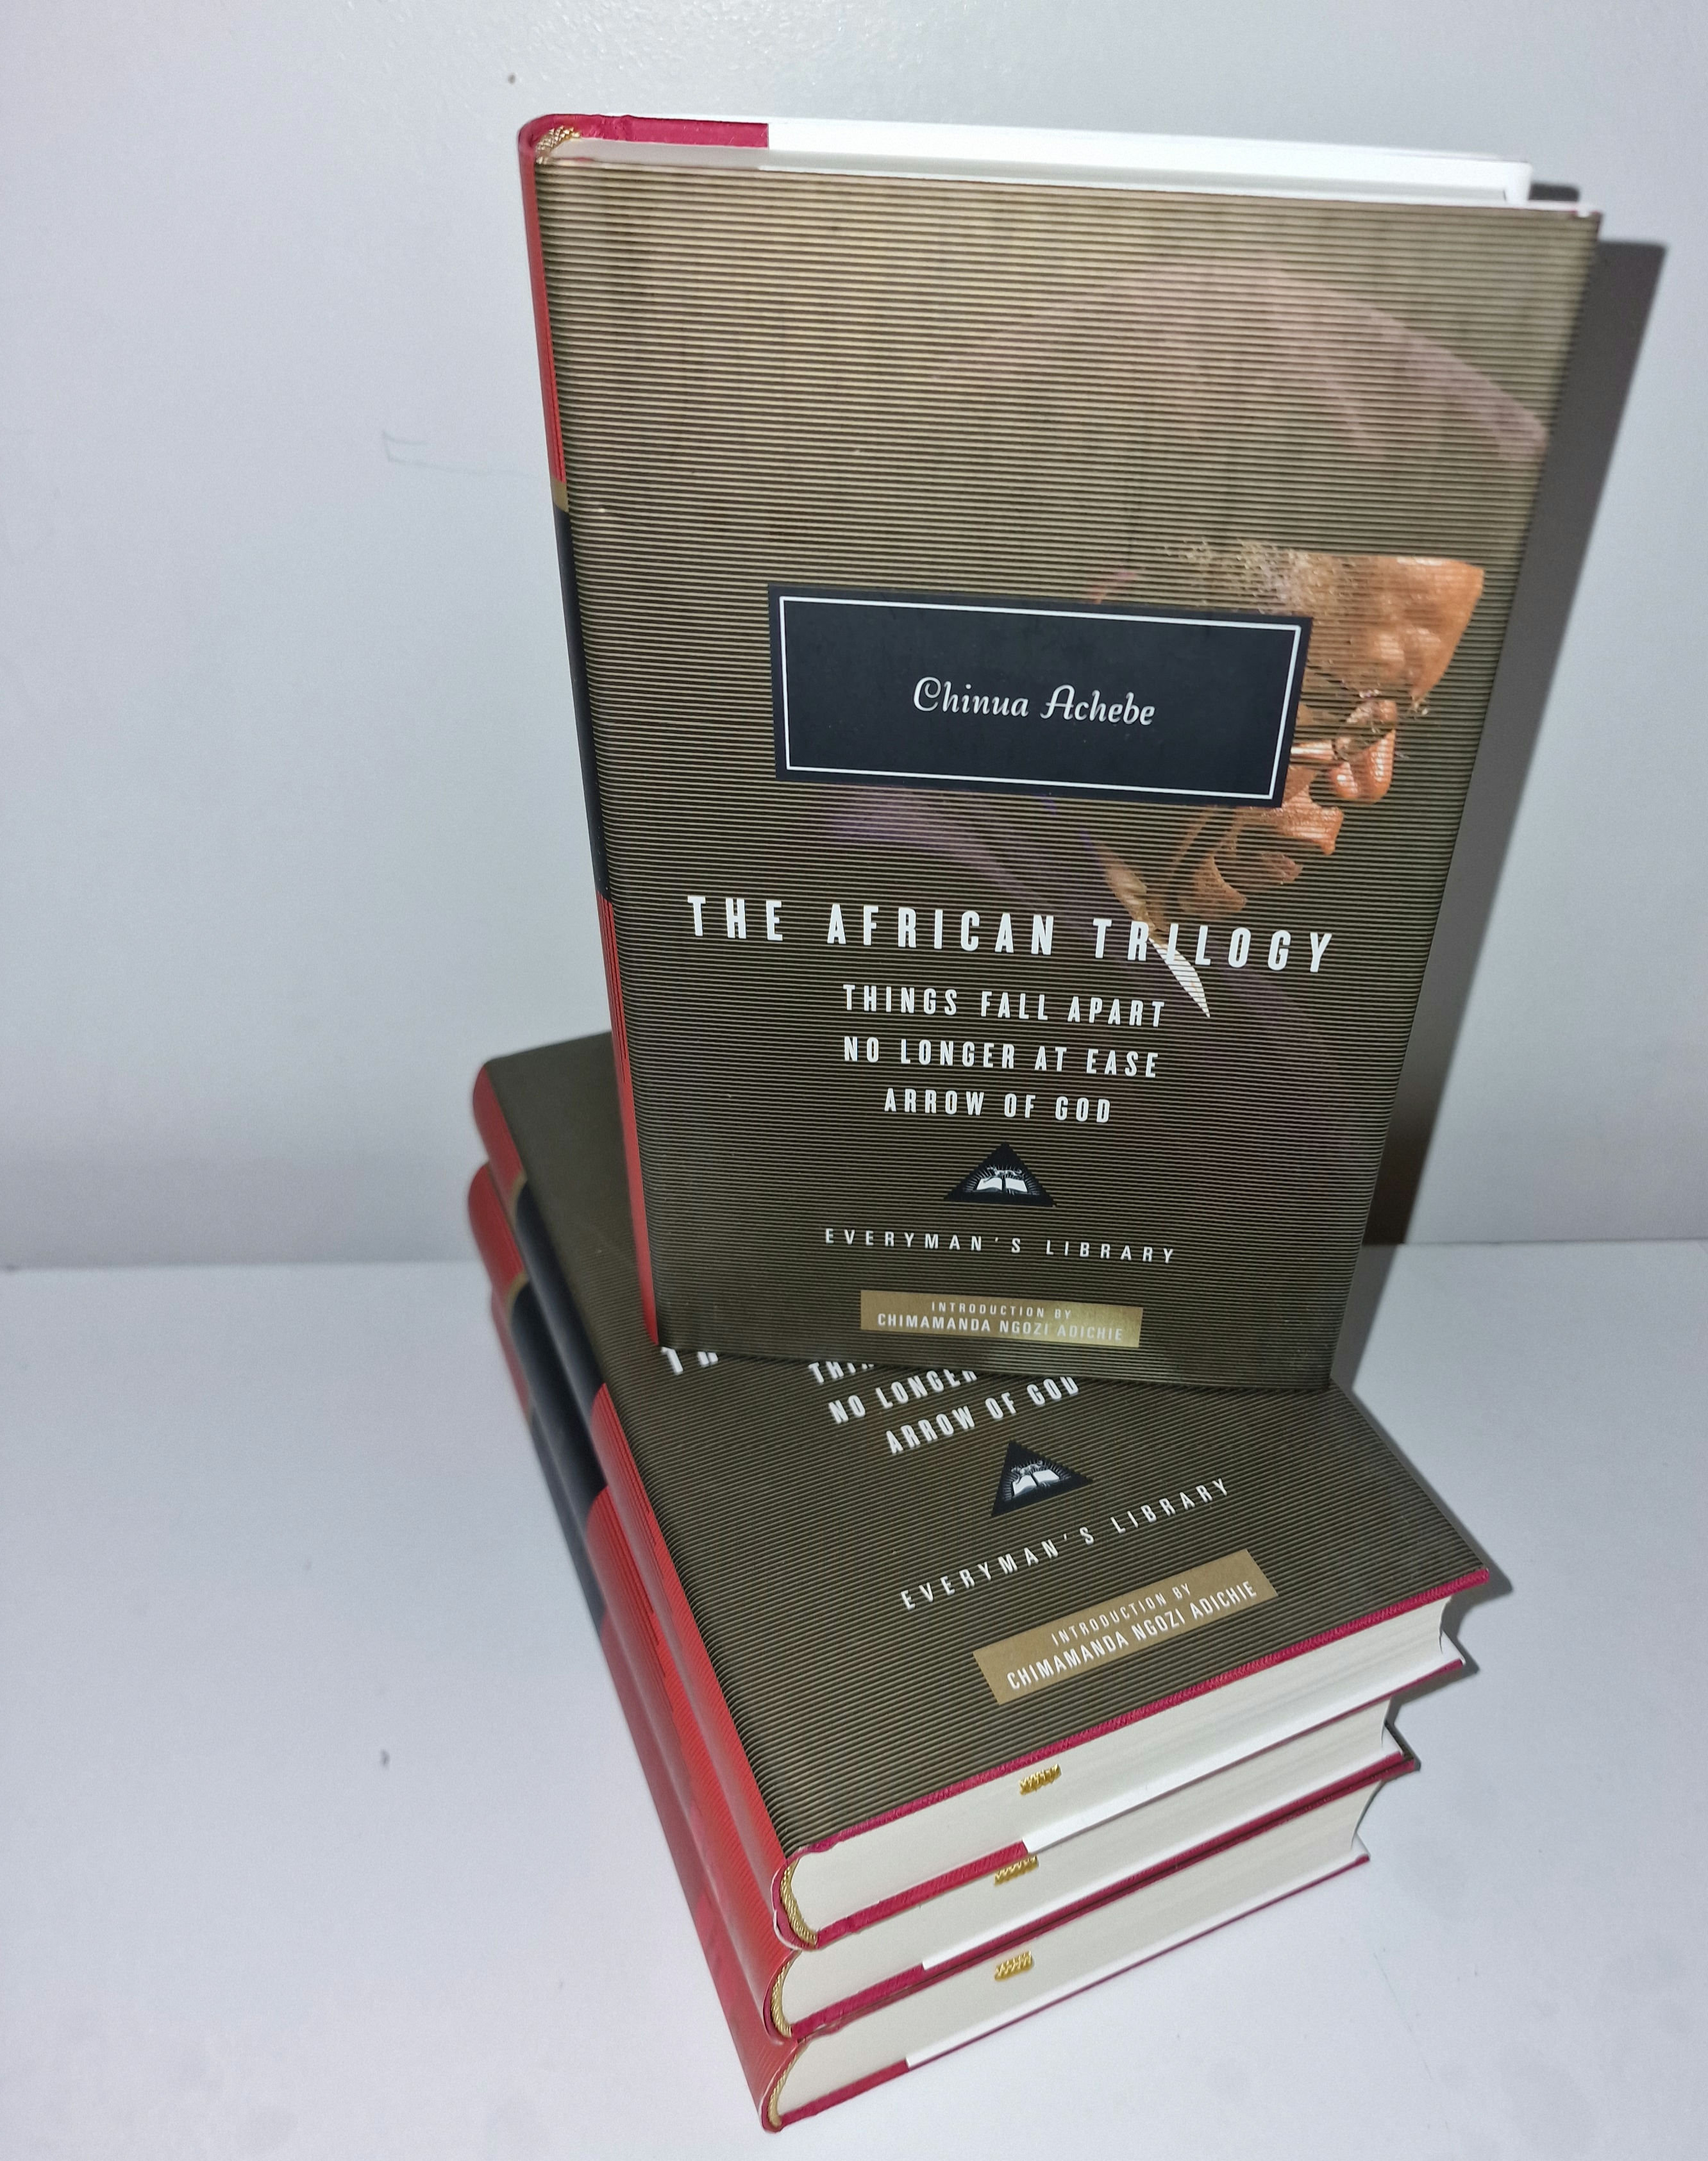 Chinua Achebe
THE AFRICAN TRILOGY
THINGS FALL APART
NO LONGER AT EASE
ARROW OF GOD
EVERYMAN'S LIBRARY
INTRODUCTION BY
CHIMAMANDA NGOZI ADICHIE
NO LONGER
ARROW OF GOD
EVERYMAN'S LIBRARY
INTRODUCTION BY
CHIMAMANDA NGOZI ADICHIE